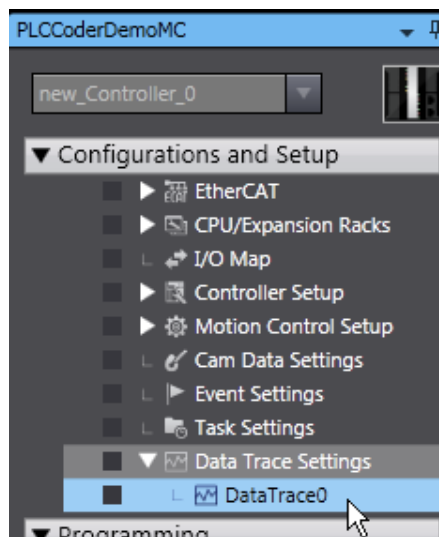 PLCCoderDemoMC
new_Controller_0
Configurations and Setup
EtherCAT
CPU/Expansion Racks
I/O Map
Controller Setup
Motion Control Setup
Cam Data Settings
Event Settings
Task Settings
Data Trace Settings
DataTrace0
Programming